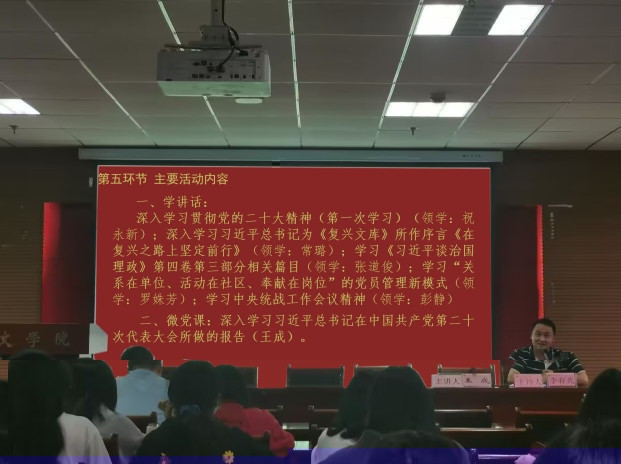 第五环节 主要活动内容
一、学讲话：
深入学习贯彻党的二十大精神（第一次学习）（领学：祝
永新）；深入学习习近平总书记为《复兴文库》所作序言《在
复兴之路上坚定前行》（领学：常璐）；学习《习近平谈治国
理政》第四卷第三部分相关篇目（领学：张道俊）；学习“关
系在单位、活动在社区、奉献在岗位”的党员管理新模式（领
学：罗姝芳）；学习中央统战工作会议精神（领学：彭静）
二、微党课：深入学习习近平总书记在中国共产党第二十
次代表大会所做的报告（王成）。
文学院
主讲人 王 成
主持人